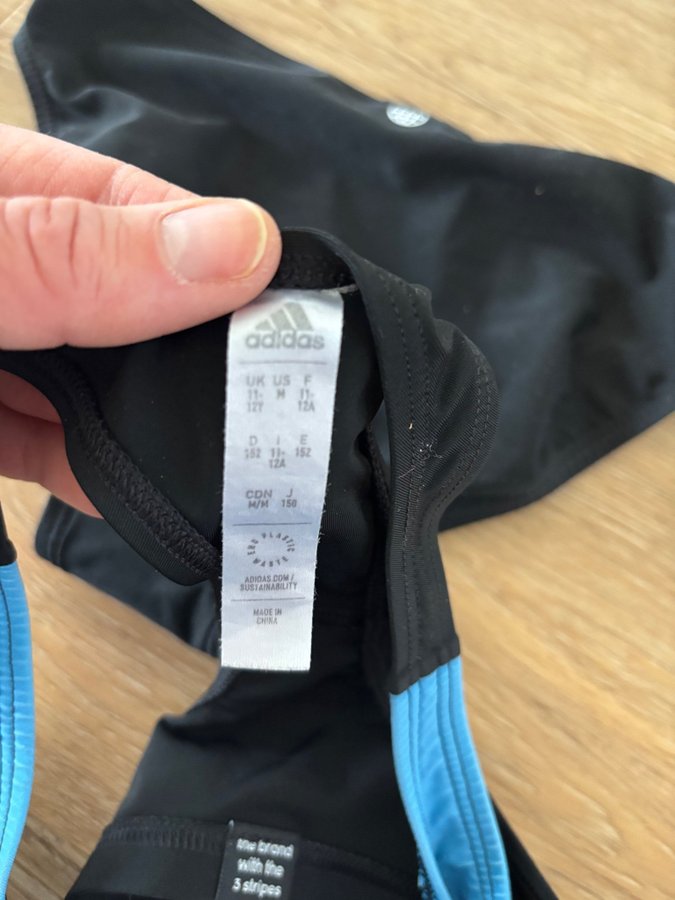 adidas
UK US F
11- M 11-
12Y 12A
D I E
152 11- 152
12A
CDN J
M/M 150
END PLASTIC WASTE
ADIDAS.COM/
SUSTAINABILITY
MADE IN
CHINA
the brand
with the
3 stripes